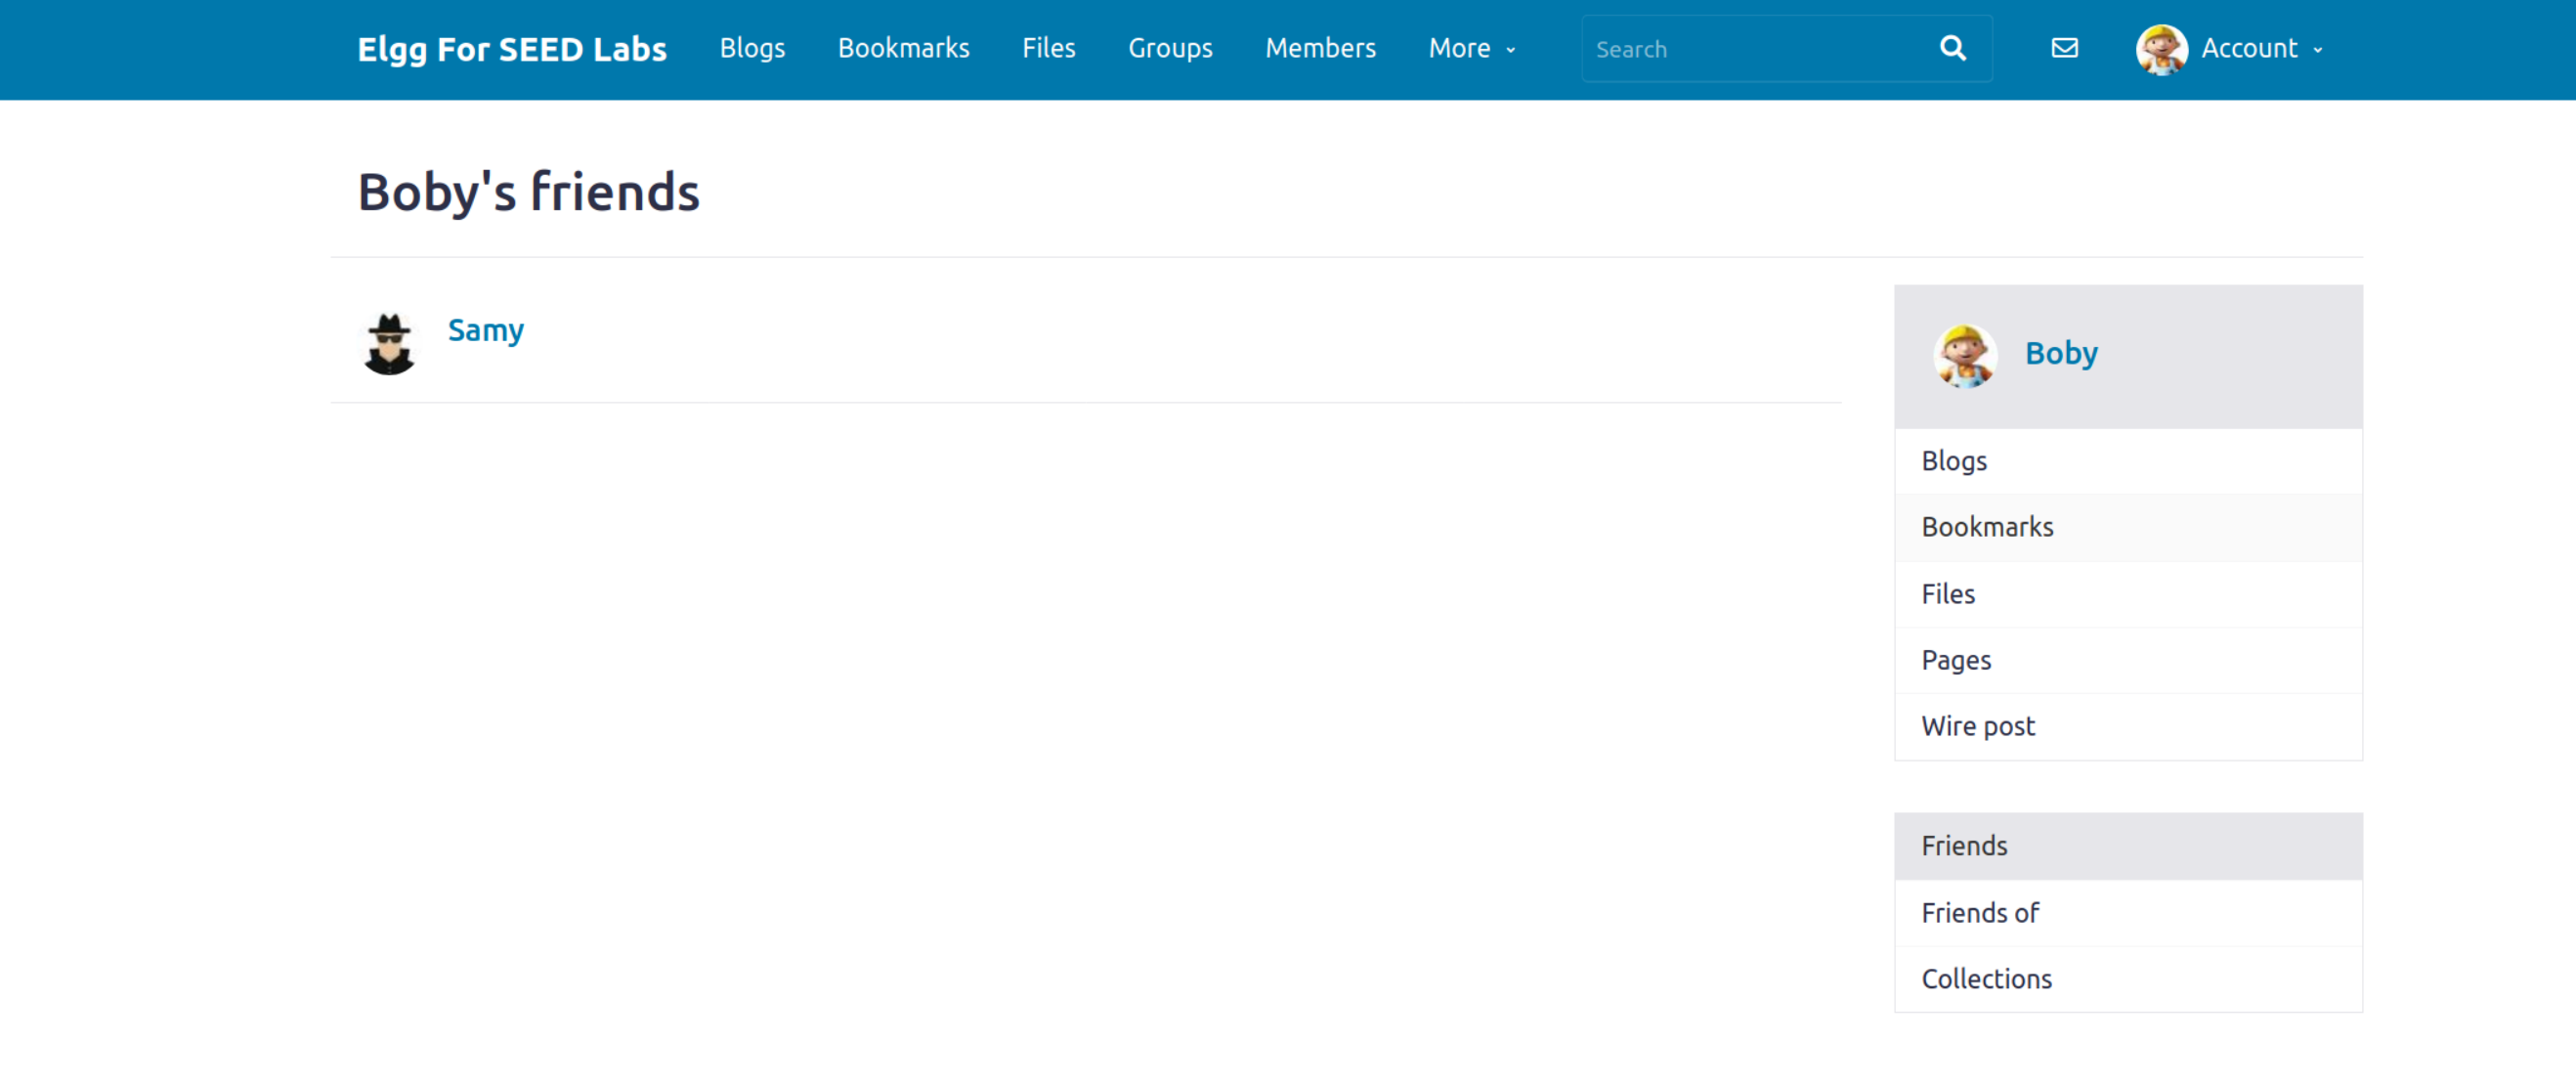 Elgg For SEED Labs Blogs Bookmarks Files Groups Members More Search Account
Boby's friends
Samy
Boby
Blogs
Bookmarks
Files
Pages
Wire post
Friends
Friends of
Collections